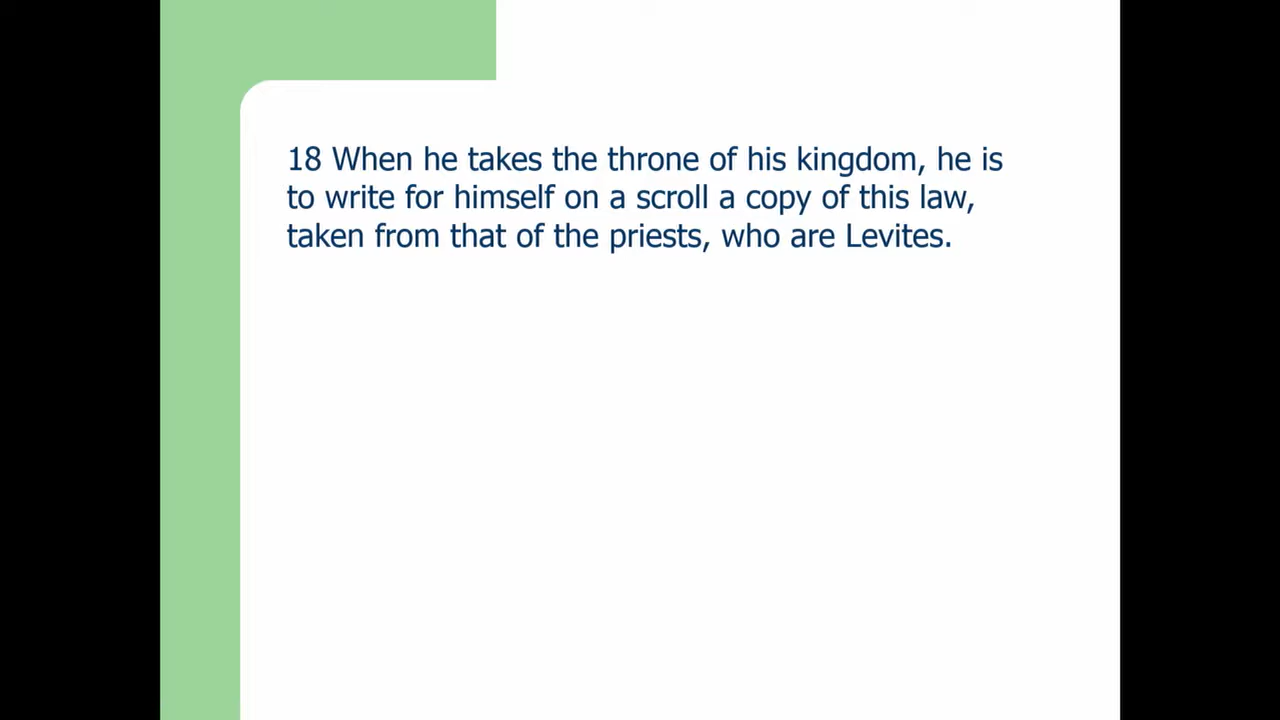 18 When he takes the throne of his kingdom, he is
to write for himself on a scroll a copy of this law,
taken from that of the priests, who are Levites.